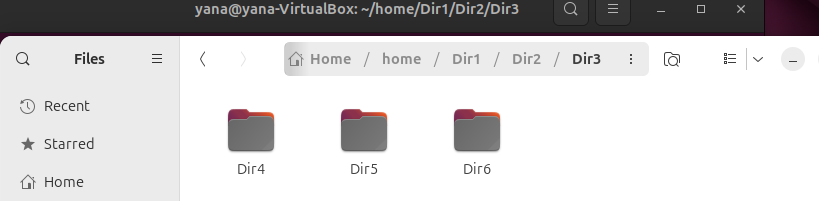 yana@yana-VirtualBox: ~/home/Dir1/Dir2/Dir3
Files
Home / home / Dir1 / Dir2 / Dir3
Recent
Starred
Home
Dir4
Dir5
Dir6